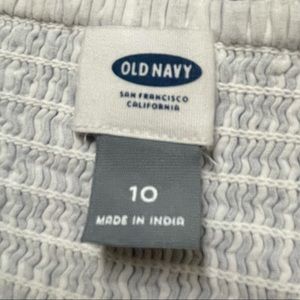 OLD NAVY
SAN FRANCISCO
CALIFORNIA
10
MADE IN INDIA